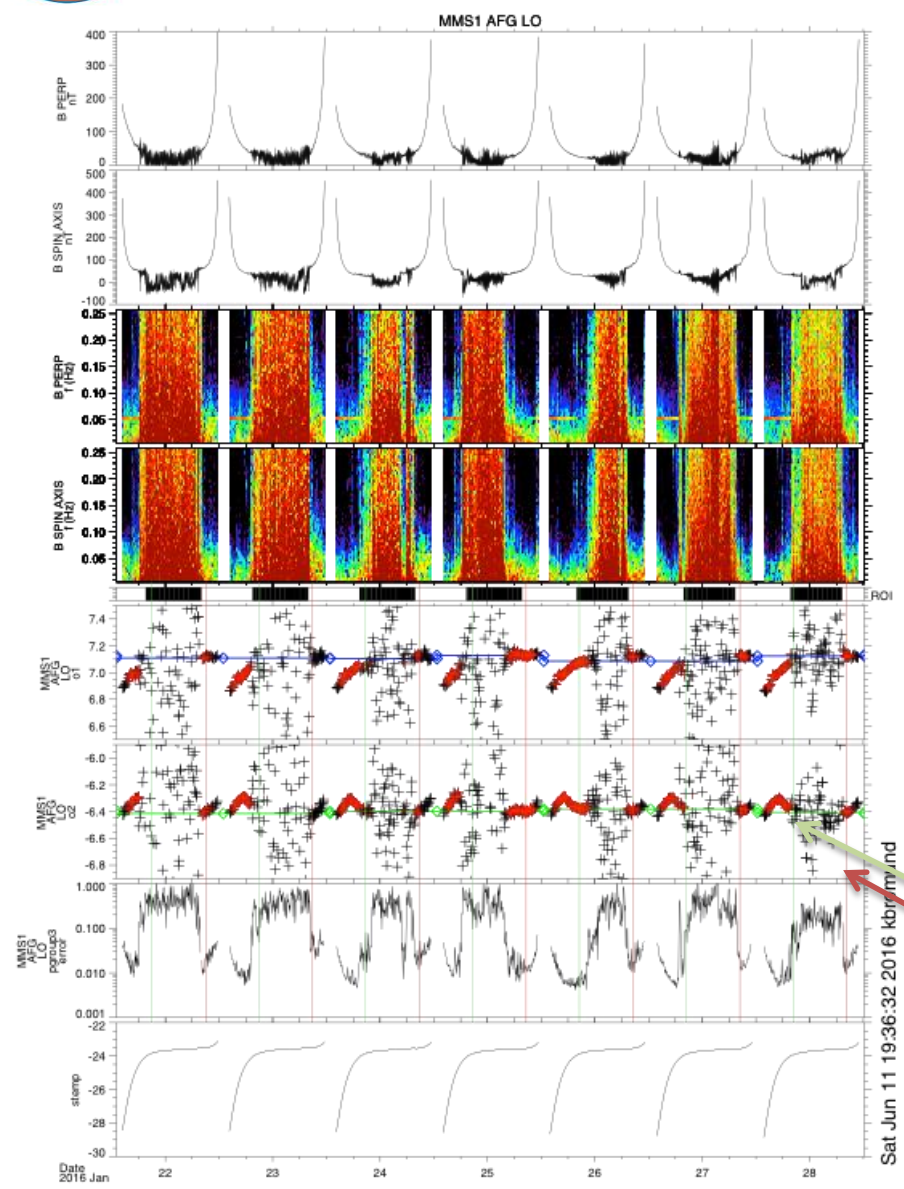 MMS1 AFG LO
400
300
200
100
0
B PERP
nT
500
400
300
200
100
0
-100
B SPIN AXIS
nT
0.25
0.20
0.15
0.10
0.05
B PERP
f (Hz)
0.25
0.20
0.15
0.10
0.05
B SPIN AXIS
f (Hz)
ROI
7.4
7.2
7.0
6.8
6.6
MMS1
AFG
LO
o1
-6.0
-6.2
-6.4
-6.6
-6.8
MMS1
AFG
LO
o2
1.000
0.100
0.010
0.001
MMS1
AFG
LO
pgroup3
error
-22
-24
-26
-28
-30
stemp
22 23 24 25 26 27 28
Date
2016 Jan
Sat Jun 11 19:36:32 2016 kbromund